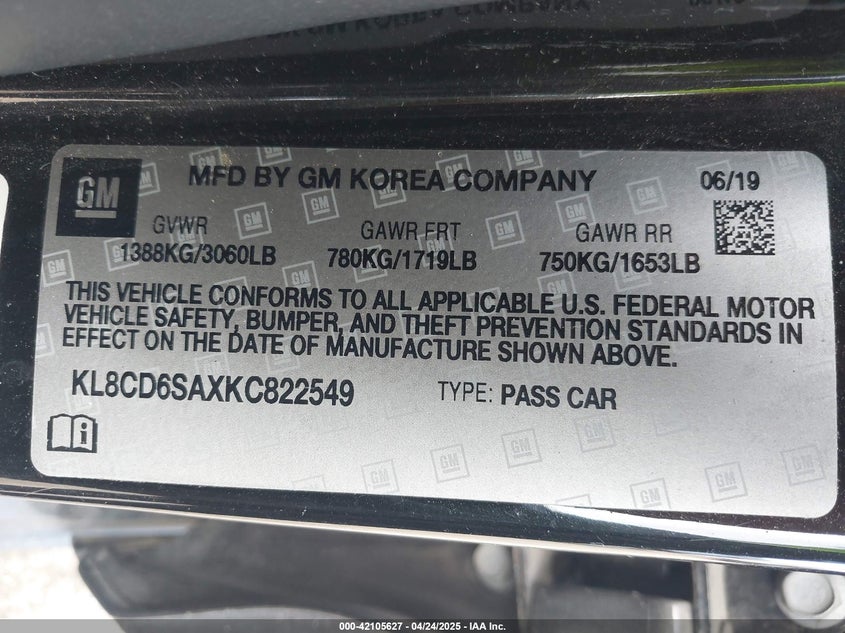 GM
MFD BY GM KOREA COMPANY
06/19
GVWR
GAWR FRT
GAWR RR
1388KG/3060LB
780KG/1719LB
750KG/1653LB
THIS VEHICLE CONFORMS TO ALL APPLICABLE U.S. FEDERAL MOTOR
VEHICLE SAFETY, BUMPER, AND THEFT PREVENTION STANDARDS IN
EFFECT ON THE DATE OF MANUFACTURE SHOWN ABOVE.
KL8CD6SAXKC822549
TYPE: PASS CAR
000-42105627 - 04/24/2025 - IAA Inc.